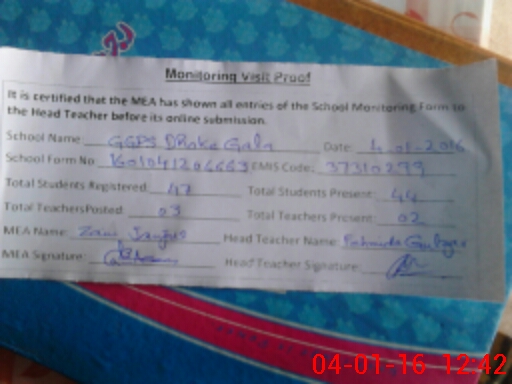 Monitoring Visit Proof
It is certified that the MEA has shown all entries of the School Monitoring Form to
the Head Teacher before its online submission.
School Name: GGPS Dhoke Gala Date: 4-01-2016
School Form No: EMIS Code: 37310279
Total Students Registered: 47 Total Students Present: 44
Total Teachers Posted: 03 Total Teachers Present: 02
MEA Name: Head Teacher Name: Fahmida
MEA Signature: Head Teacher Signature:
04-01-16 12:42